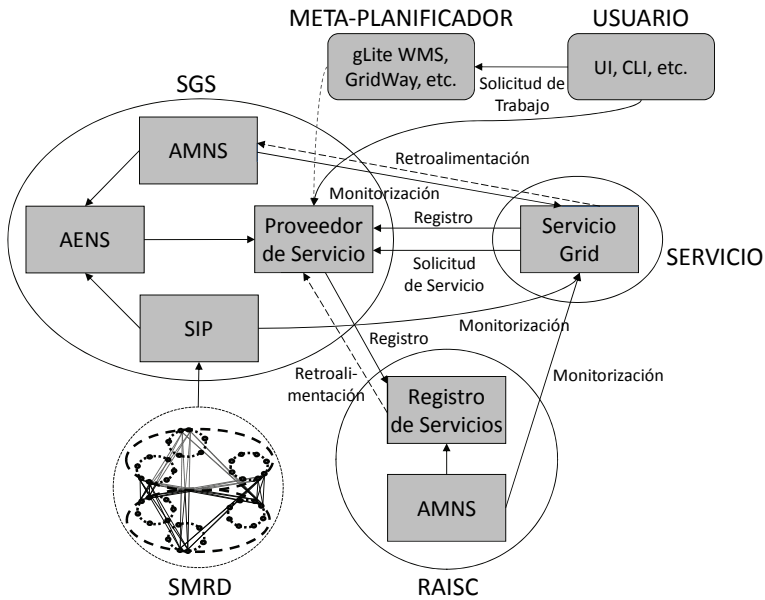 META-PLANIFICADOR
USUARIO
gLite WMS,
GridWay, etc.
UI, CLI, etc.
Solicitud de
Trabajo
SGS
AMNS
Retroalimentación
Monitorización
AENS
Proveedor
de Servicio
Registro
Solicitud
de Servicio
Servicio
Grid
SERVICIO
SIP
Monitorización
Registro
Retroali-
mentación
Monitorización
Registro
de Servicios
AMNS
SMRD
RAISC